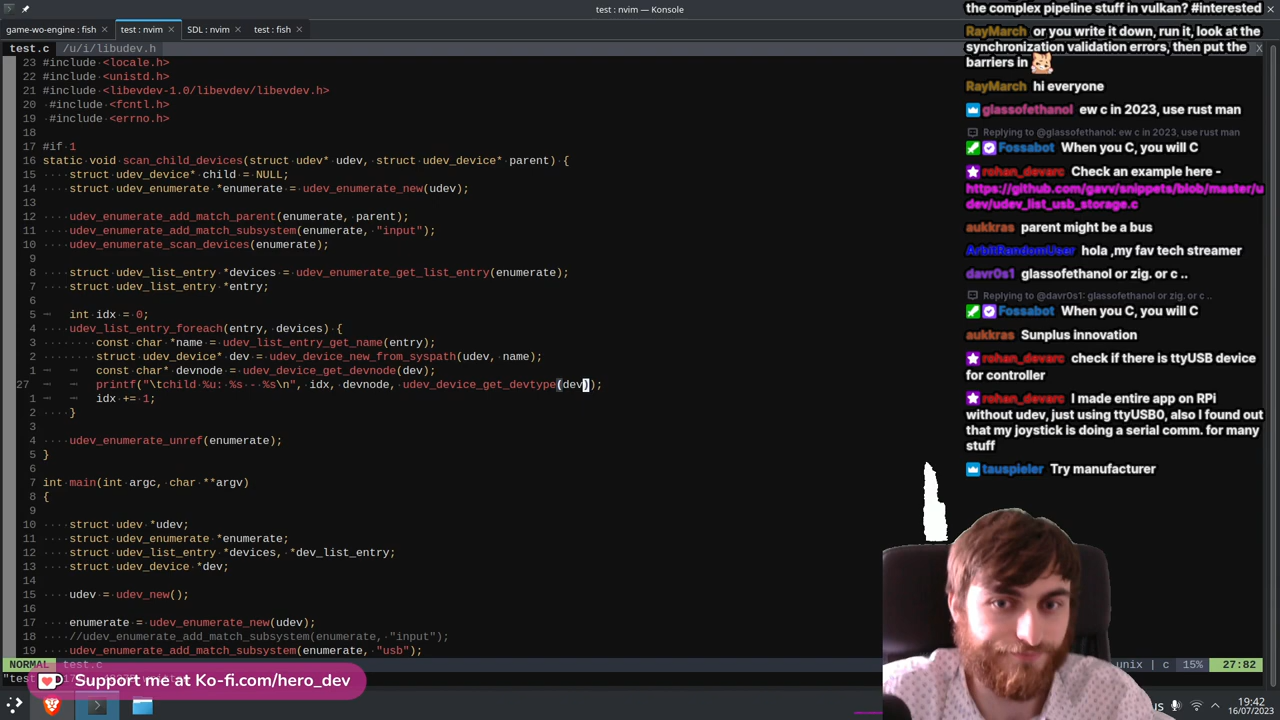 test : nvim — Konsole
game-wo-engine : fish
test : nvim
SDL : nvim
test : fish
test.c /u/i/libudev.h
23 #include <locale.h>
22 #include <unistd.h>
21 #include <libevdev-1.0/libevdev/libevdev.h>
20 #include <fcntl.h>
19 #include <errno.h>
18
17 #if 1
16 static void scan_child_devices(struct udev* udev, struct udev_device* parent) {
15 struct udev_device* child = NULL;
14 struct udev_enumerate *enumerate = udev_enumerate_new(udev);
13
12 udev_enumerate_add_match_parent(enumerate, parent);
11 udev_enumerate_add_match_subsystem(enumerate, "input");
10 udev_enumerate_scan_devices(enumerate);
9
8 struct udev_list_entry *devices = udev_enumerate_get_list_entry(enumerate);
7 struct udev_list_entry *entry;
6
5 int idx = 0;
4 udev_list_entry_foreach(entry, devices) {
3 const char *name = udev_list_entry_get_name(entry);
2 struct udev_device* dev = udev_device_new_from_syspath(udev, name);
1 const char* devnode = udev_device_get_devnode(dev);
27 printf("\tchild %u: %s - %s\n", idx, devnode, udev_device_get_devtype(dev));
1 idx += 1;
2 }
3
4 udev_enumerate_unref(enumerate);
5 }
6
7 int main(int argc, char **argv)
8 {
9
10 struct udev *udev;
11 struct udev_enumerate *enumerate;
12 struct udev_list_entry *devices, *dev_list_entry;
13 struct udev_device *dev;
14
15 udev = udev_new();
16
17 enumerate = udev_enumerate_new(udev);
18 //udev_enumerate_add_match_subsystem(enumerate, "input");
19 udev_enumerate_add_match_subsystem(enumerate, "usb");
NORMAL test.c
unix | c 15% 27:82
Support me at Ko-fi.com/hero_dev
19:42
16/07/2023
the complex pipeline stuff in vulkan? #interested
RayMarch or you write it down, run it, look at the
synchronization validation errors, then put the
barriers in
RayMarch hi everyone
glassofethanol ew c in 2023, use rust man
Replying to @glassofethanol: ew c in 2023, use rust man
Fossabot When you C, you will C
rohan_devarc Check an example here -
https://github.com/gavv/snippets/blob/master/u
dev/udev_list_usb_storage.c
aukkras parent might be a bus
ArbitRandomUser hola ,my fav tech streamer
davr0s1 glassofethanol or zig. or c ..
Replying to @davr0s1: glassofethanol or zig. or c ..
Fossabot When you C, you will C
aukkras Sunplus innovation
rohan_devarc check if there is ttyUSB device
for controller
rohan_devarc I made entire app on RPi
without udev, just using ttyUSB0, also I found out
that my joystick is doing a serial comm. for many
stuff
tauspieler Try manufacturer